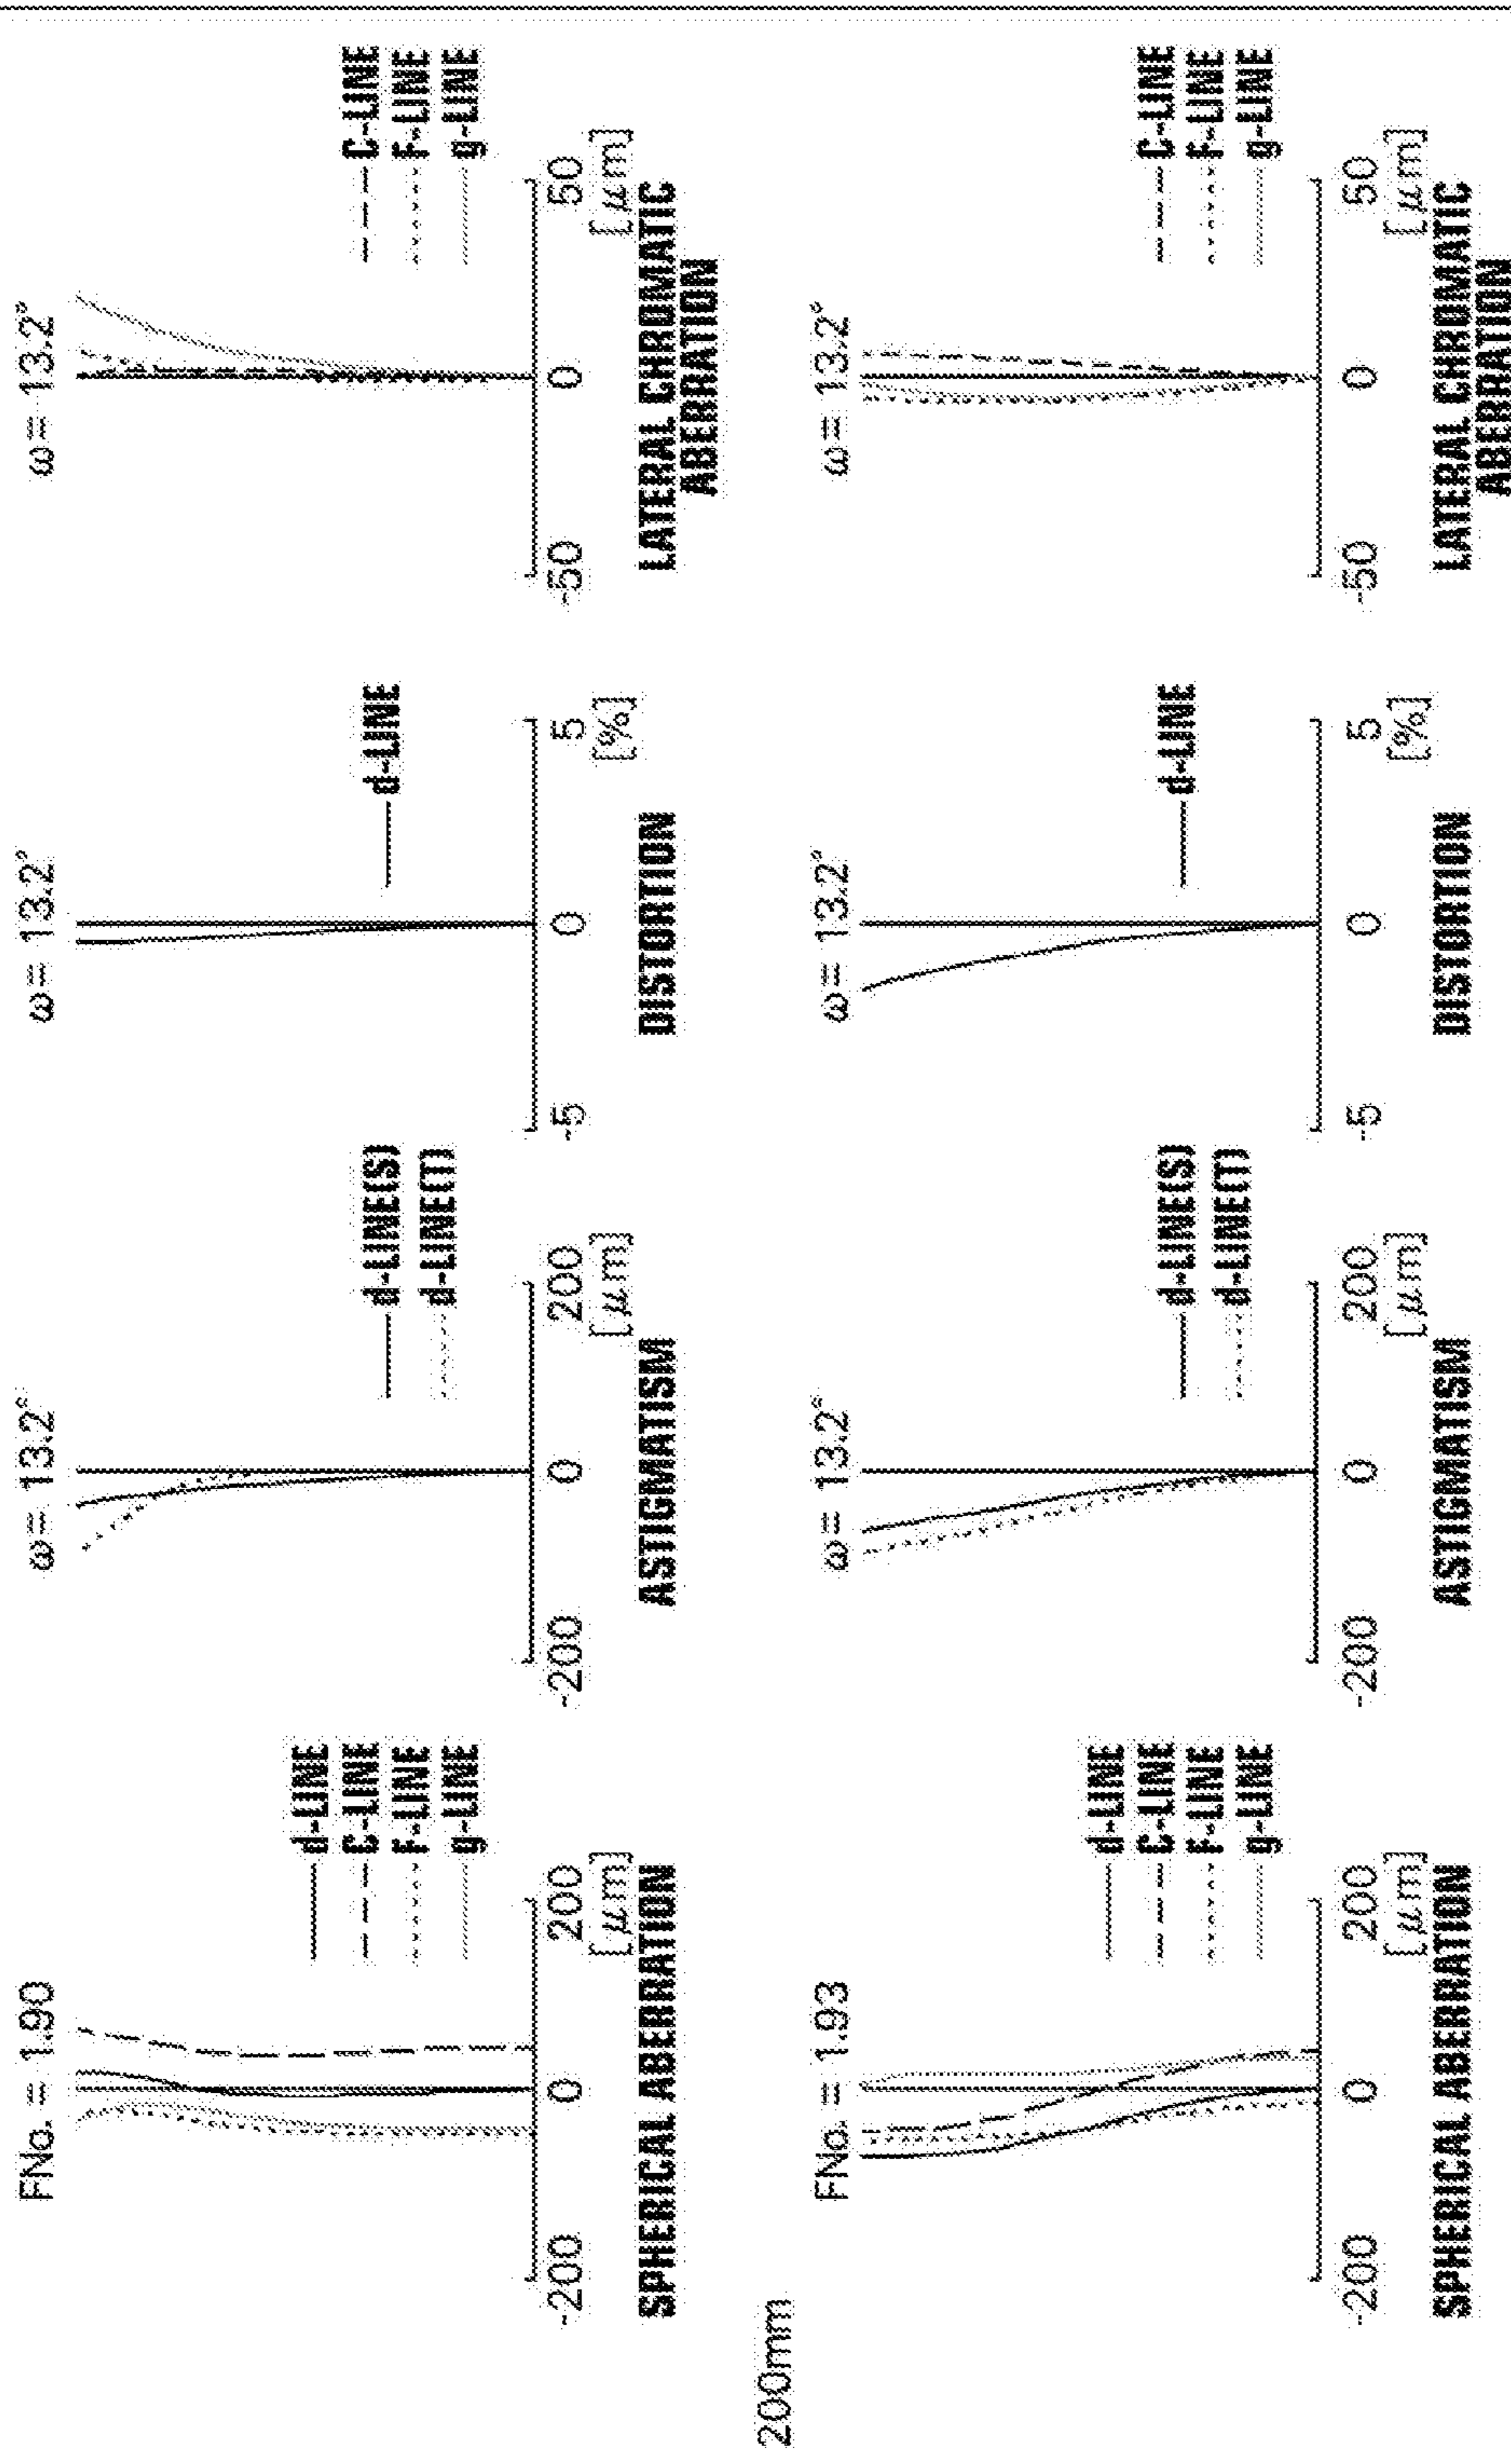 FNo. = 1.90
d-LINE
C-LINE
F-LINE
g-LINE
-200 0 200
[μm]
SPHERICAL ABERRATION
ω= 13.2°
d-LINE(S)
d-LINE(T)
-200 0 200
[μm]
ASTIGMATISM
ω= 13.2°
d-LINE
-5 0 5
[%]
DISTORTION
ω= 13.2°
C-LINE
F-LINE
g-LINE
-50 0 50
[μm]
LATERAL CHROMATIC
ABERRATION
200mm
FNo. = 1.93
d-LINE
C-LINE
F-LINE
g-LINE
-200 0 200
[μm]
SPHERICAL ABERRATION
ω= 13.2°
d-LINE(S)
d-LINE(T)
-200 0 200
[μm]
ASTIGMATISM
ω= 13.2°
d-LINE
-5 0 5
[%]
DISTORTION
ω= 13.2°
C-LINE
F-LINE
g-LINE
-50 0 50
[μm]
LATERAL CHROMATIC
ABERRATION